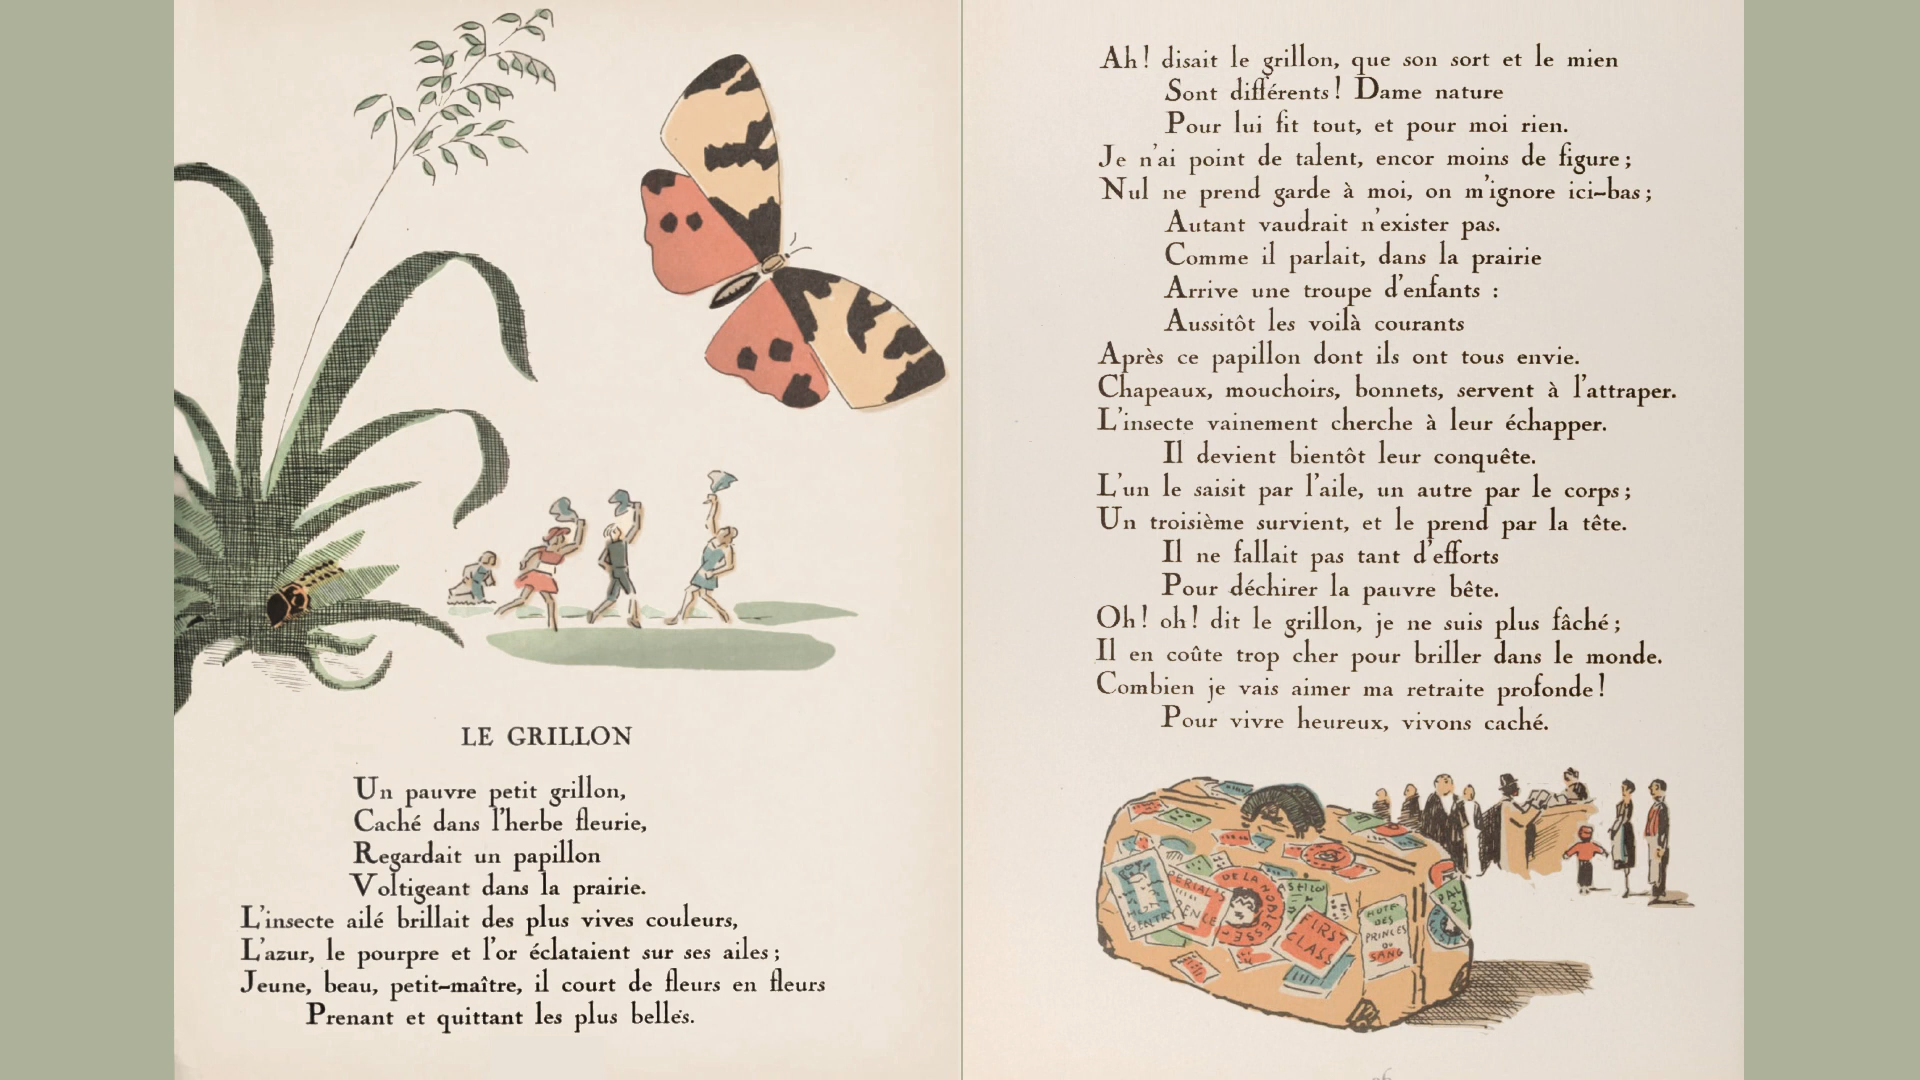 LE GRILLON
Un pauvre petit grillon,
Caché dans l'herbe fleurie,
Regardait un papillon
Voltigeant dans la prairie.
L'insecte ailé brillait des plus vives couleurs,
L'azur, le pourpre et l'or éclataient sur ses ailes ;
Jeune, beau, petit-maître, il court de fleurs en fleurs
Prenant et quittant les plus belles.
Ah ! disait le grillon, que son sort et le mien
Sont différents ! Dame nature
Pour lui fit tout, et pour moi rien.
Je n'ai point de talent, encor moins de figure ;
Nul ne prend garde à moi, on m'ignore ici-bas ;
Autant vaudrait n'exister pas.
Comme il parlait, dans la prairie
Arrive une troupe d'enfants :
Aussitôt les voilà courants
Après ce papillon dont ils ont tous envie.
Chapeaux, mouchoirs, bonnets, servent à l'attraper.
L'insecte vainement cherche à leur échapper.
Il devient bientôt leur conquête.
L'un le saisit par l'aile, un autre par le corps ;
Un troisième survient, et le prend par la tête.
Il ne fallait pas tant d'efforts
Pour déchirer la pauvre bête.
Oh ! oh ! dit le grillon, je ne suis plus fâché ;
Il en coûte trop cher pour briller dans le monde.
Combien je vais aimer ma retraite profonde !
Pour vivre heureux, vivons caché.
GENTRY
DE LA NOBLESSE
FIRST
CLASS
DES
PRINCES
DU
SANG